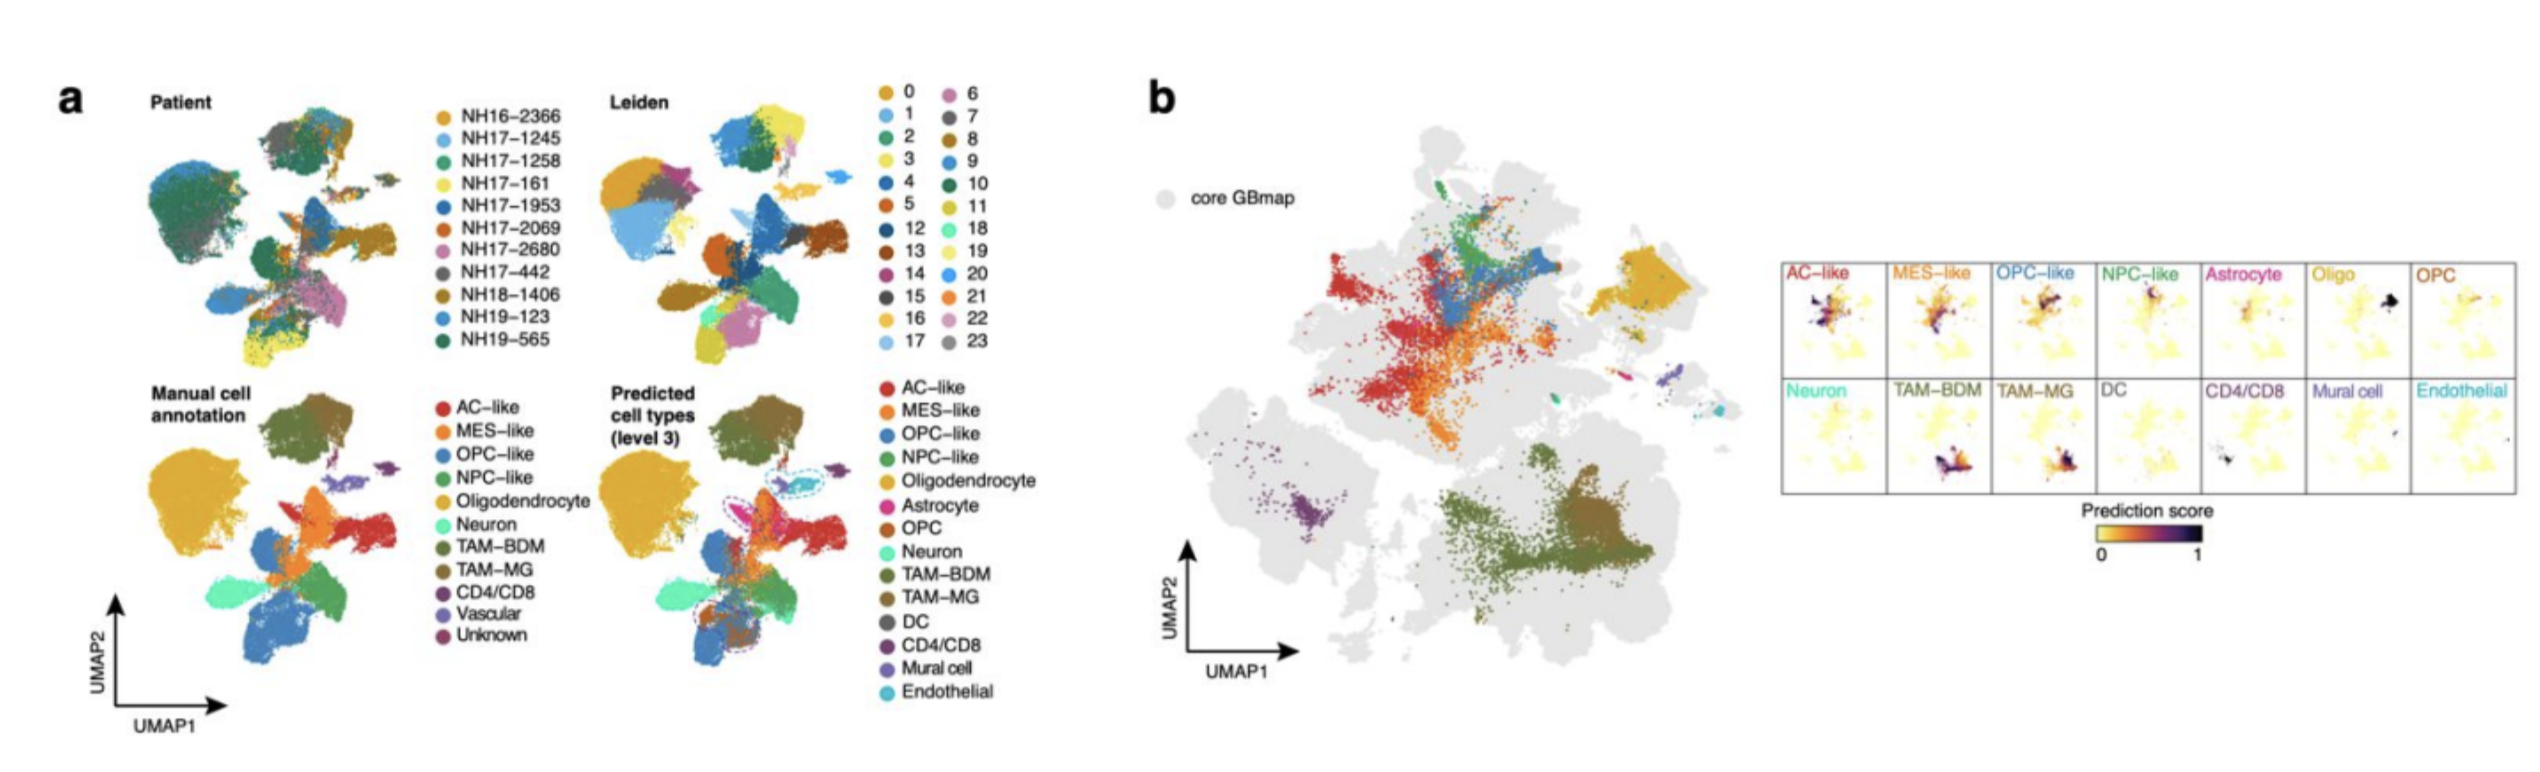 a
Patient
NH16−2366
NH17−1245
NH17−1258
NH17−161
NH17−1953
NH17−2069
NH17−2680
NH17−442
NH18−1406
NH19−123
NH19−565
Leiden
0
1
2
3
4
5
12
13
14
15
16
17
6
7
8
9
10
11
18
19
20
21
22
23
Manual cell
annotation
AC−like
MES−like
OPC−like
NPC−like
Oligodendrocyte
Neuron
TAM−BDM
TAM−MG
CD4/CD8
Vascular
Unknown
Predicted
cell types
(level 3)
AC−like
MES−like
OPC−like
NPC−like
Oligodendrocyte
Astrocyte
OPC
Neuron
TAM−BDM
TAM−MG
DC
CD4/CD8
Mural cell
Endothelial
UMAP2
UMAP1
b
core GBmap
UMAP2
UMAP1
AC−like MES−like OPC−like NPC−like Astrocyte Oligo OPC
Neuron TAM−BDM TAM−MG DC CD4/CD8 Mural cell Endothelial
Prediction score
0 1